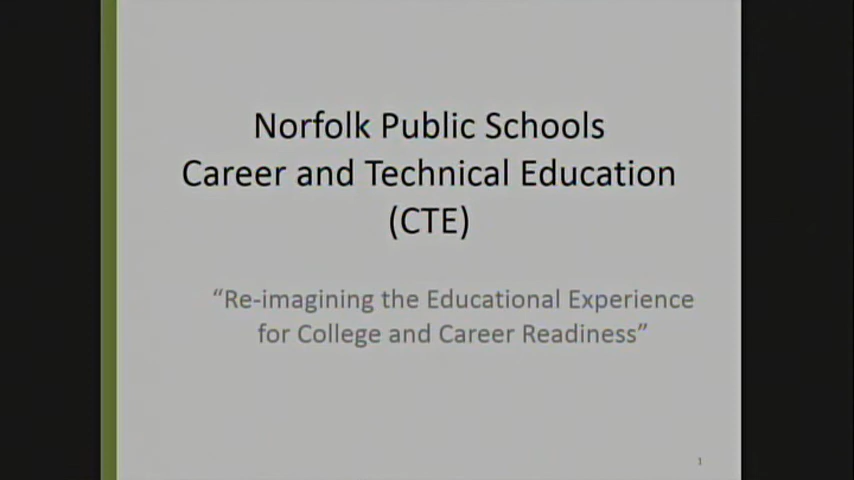 Norfolk Public Schools
Career and Technical Education
(CTE)
“Re-imagining the Educational Experience
for College and Career Readiness”
1